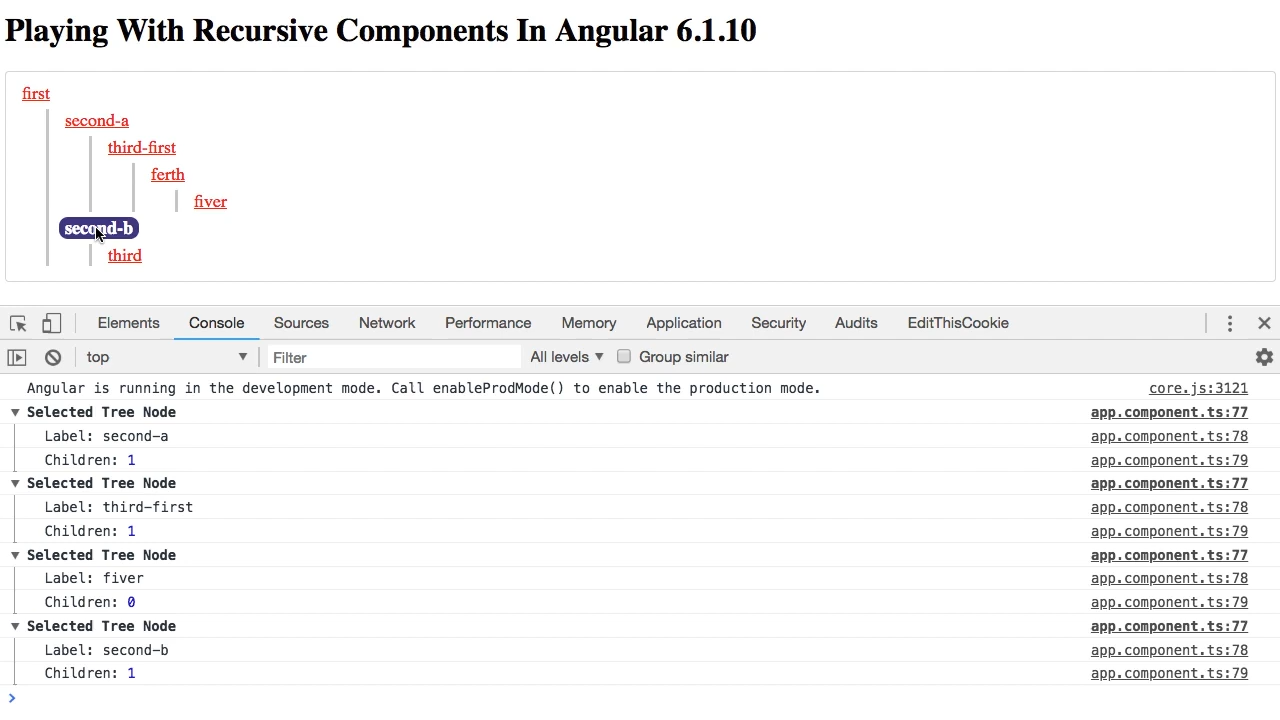 Playing With Recursive Components In Angular 6.1.10
first
second-a
third-first
ferth
fiver
second-b
third
Elements Console Sources Network Performance Memory Application Security Audits EditThisCookie
top Filter All levels Group similar
Angular is running in the development mode. Call enableProdMode() to enable the production mode. core.js:3121
Selected Tree Node app.component.ts:77
Label: second-a app.component.ts:78
Children: 1 app.component.ts:79
Selected Tree Node app.component.ts:77
Label: third-first app.component.ts:78
Children: 1 app.component.ts:79
Selected Tree Node app.component.ts:77
Label: fiver app.component.ts:78
Children: 0 app.component.ts:79
Selected Tree Node app.component.ts:77
Label: second-b app.component.ts:78
Children: 1 app.component.ts:79